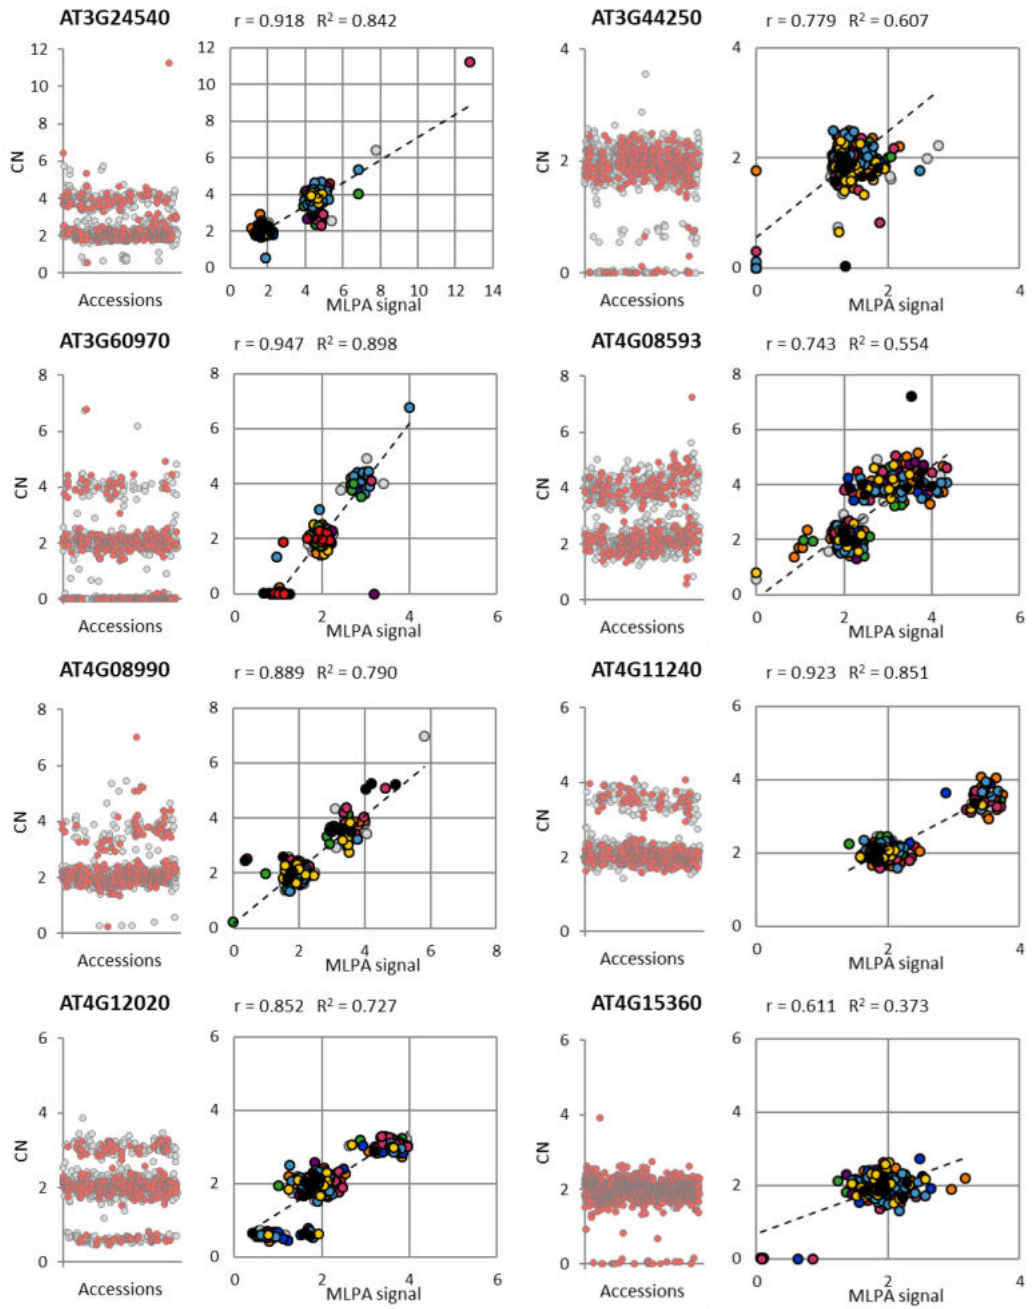 AT3G24540
r = 0.918 R² = 0.842
CN
12
10
8
6
4
2
0
Accessions
12
10
8
6
4
2
0
0 2 4 6 8 10 12 14
MLPA signal
AT3G44250
r = 0.779 R² = 0.607
CN
4
2
0
Accessions
4
2
0
0 2 4
MLPA signal
AT3G60970
r = 0.947 R² = 0.898
CN
8
6
4
2
0
8
6
4
2
0
0 2 4 6
MLPA signal
AT4G08593
r = 0.743 R² = 0.554
CN
8
6
4
2
0
8
6
4
2
0
0 2 4 6
MLPA signal
AT4G08990
r = 0.889 R² = 0.790
CN
8
6
4
2
0
Accessions
8
6
4
2
0
0 2 4 6 8
MLPA signal
AT4G11240
r = 0.923 R² = 0.851
CN
6
4
2
0
Accessions
6
4
2
0
0 2 4
MLPA signal
AT4G12020
r = 0.852 R² = 0.727
CN
6
4
2
0
Accessions
6
4
2
0
0 2 4 6
MLPA signal
AT4G15360
r = 0.611 R² = 0.373
CN
6
4
2
0
Accessions
6
4
2
0
0 2 4
MLPA signal